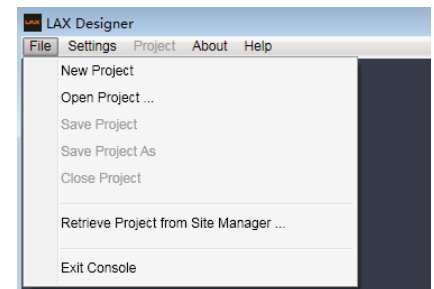 LAX LAX Designer
File Settings Project About Help
New Project
Open Project ...
Save Project
Save Project As
Close Project
Retrieve Project from Site Manager ...
Exit Console